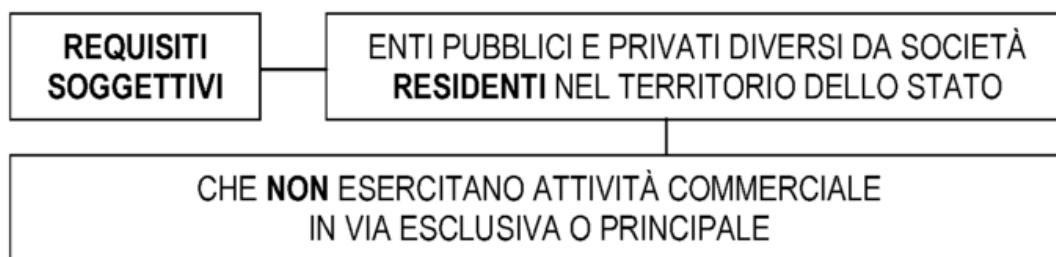 REQUISITI
SOGGETTIVI
ENTI PUBBLICI E PRIVATI DIVERSI DA SOCIETÀ
RESIDENTI NEL TERRITORIO DELLO STATO
CHE NON ESERCITANO ATTIVITÀ COMMERCIALE
IN VIA ESCLUSIVA O PRINCIPALE